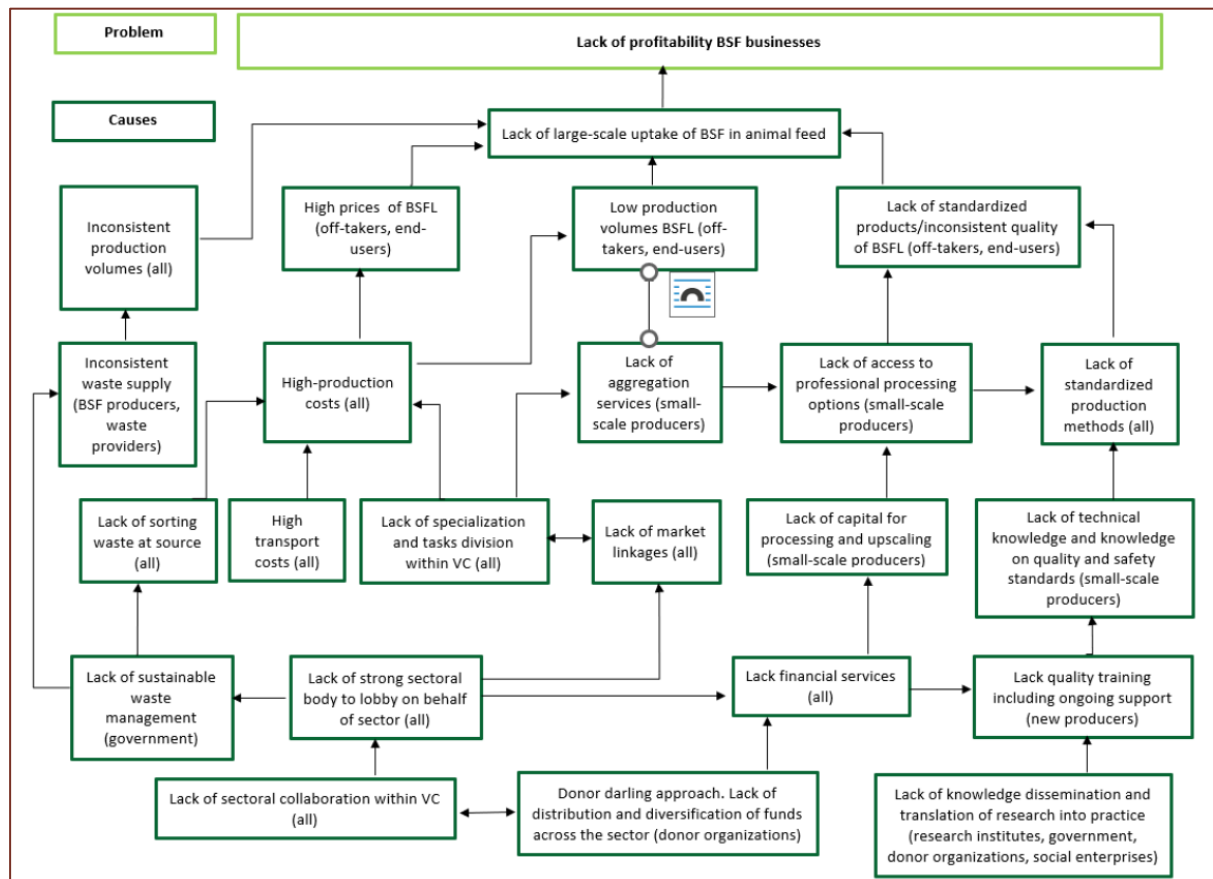 Problem
Lack of profitability BSF businesses
Causes
Lack of large-scale uptake of BSF in animal feed
Inconsistent
production
volumes (all)
High prices of BSFL
(off-takers, end-
users)
Low production
volumes BSFL (off-
takers, end-users)
Lack of standardized
products/inconsistent quality
of BSFL (off-takers, end-users)
Inconsistent
waste supply
(BSF producers,
waste
providers)
High-production
costs (all)
Lack of
aggregation
services (small-
scale producers)
Lack of access to
professional processing
options (small-scale
producers)
Lack of
standardized
production
methods (all)
Lack of sorting
waste at source
(all)
High
transport
costs (all)
Lack of specialization
and tasks division
within VC (all)
Lack of market
linkages (all)
Lack of capital for
processing and upscaling
(small-scale producers)
Lack of technical
knowledge and knowledge
on quality and safety
standards (small-scale
producers)
Lack of sustainable
waste
management
(government)
Lack of strong sectoral
body to lobby on behalf
of sector (all)
Lack financial services
(all)
Lack quality training
including ongoing support
(new producers)
Lack of sectoral collaboration within VC
(all)
Donor darling approach. Lack of
distribution and diversification of funds
across the sector (donor organizations)
Lack of knowledge dissemination and
translation of research into practice
(research institutes, government,
donor organizations, social enterprises)